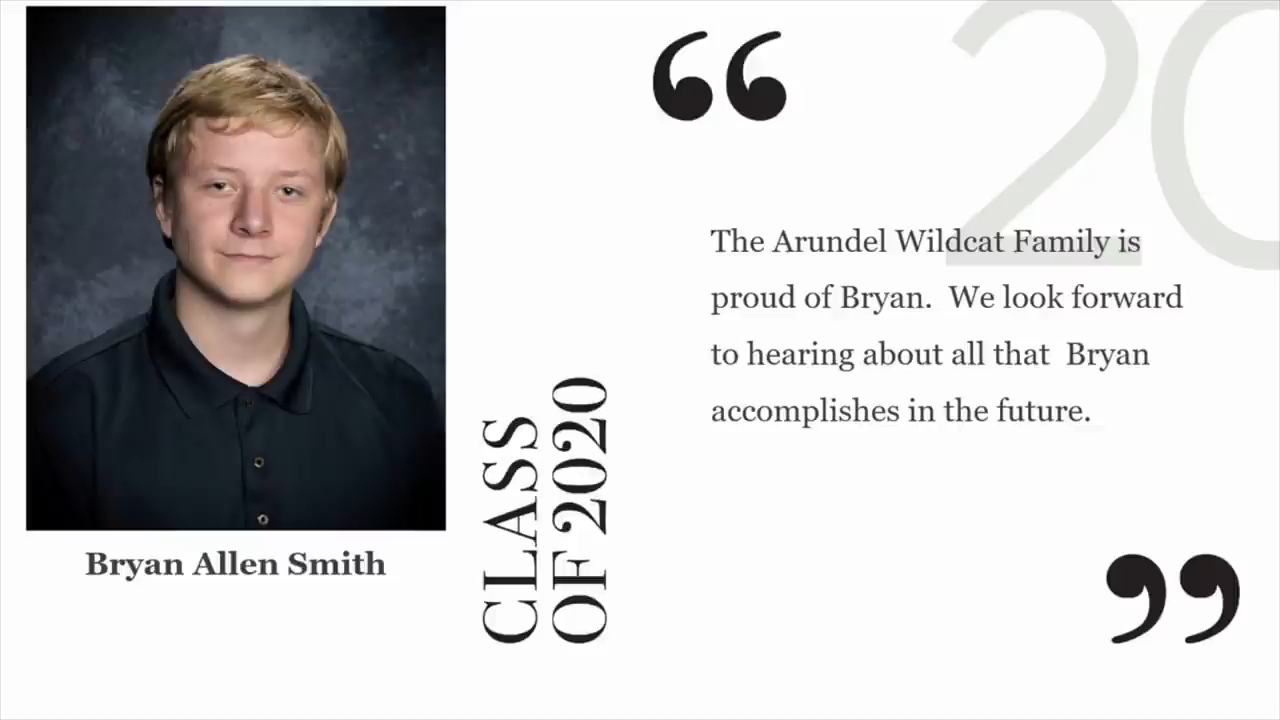 “
20
The Arundel Wildcat Family is
proud of Bryan.  We look forward
to hearing about all that  Bryan
accomplishes in the future.
CLASS
OF 2020
Bryan Allen Smith
”